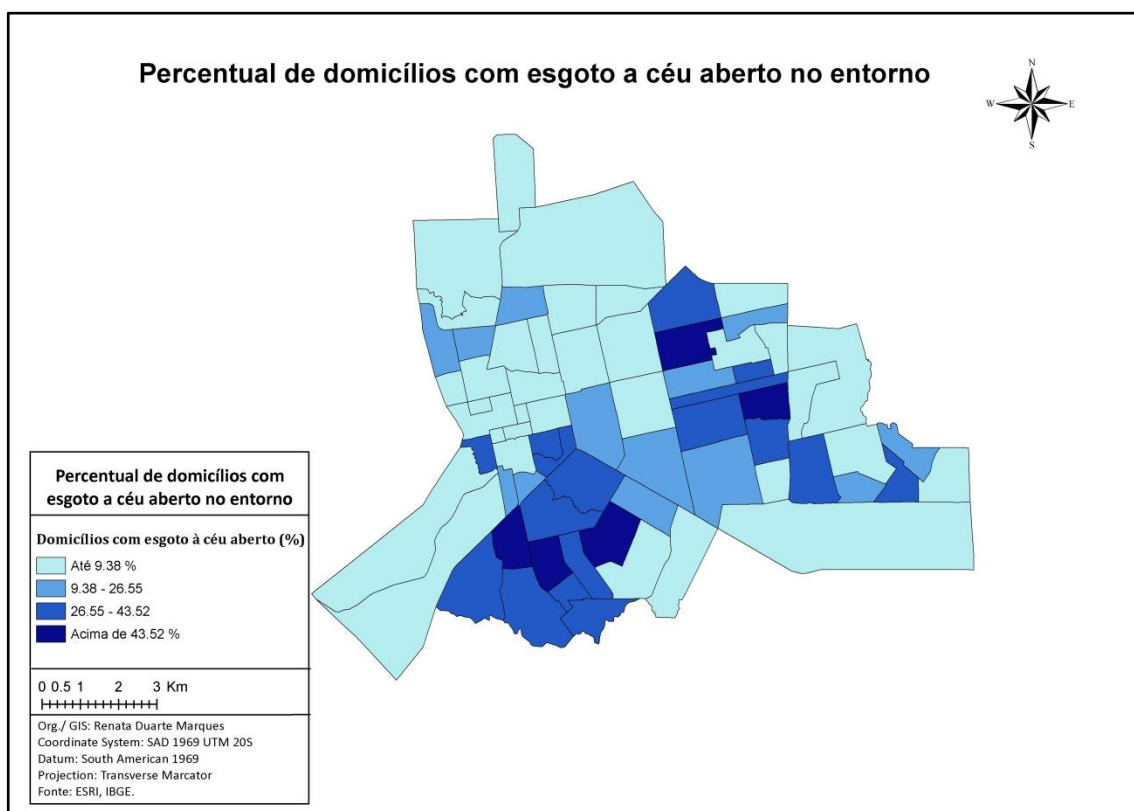 Percentual de domicílios com esgoto a céu aberto no entorno
N
W
E
S
Percentual de domicílios com
esgoto a céu aberto no entorno
Domicílios com esgoto à céu aberto (%)
Até 9.38 %
9.38 - 26.55
26.55 - 43.52
Acima de 43.52 %
0 0.5 1 2 3 Km
Org./ GIS: Renata Duarte Marques
Coordinate System: SAD 1969 UTM 20S
Datum: South American 1969
Projection: Transverse Marcator
Fonte: ESRI, IBGE.